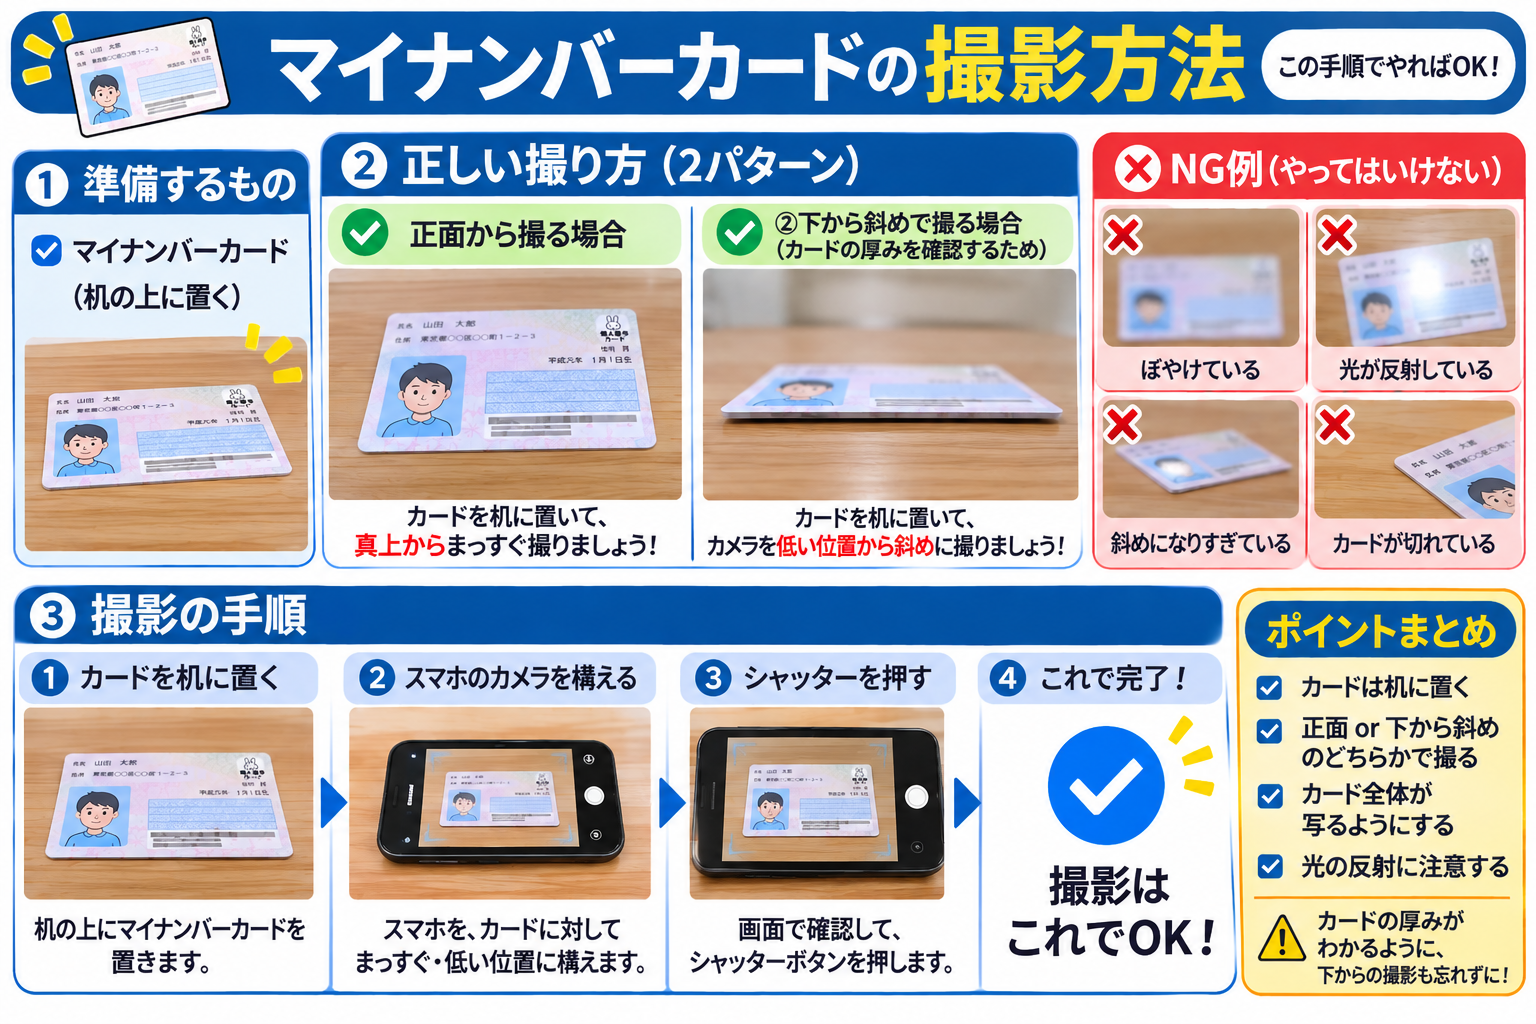 マイナンバーカードの撮影方法
この手順でやればOK!
1 準備するもの
マイナンバーカード
(机の上に置く)
山田 太郎
2 正しい撮り方(2パターン)
正面から撮る場合
山田 太郎
1月1日生
カードを机に置いて、
真上からまっすぐ撮りましょう!
②下から斜めで撮る場合
(カードの厚みを確認するため)
カードを机に置いて、
カメラを低い位置から斜めに撮りましょう!
NG例(やってはいけない)
ぼやけている
光が反射している
斜めになりすぎている
カードが切れている
3 撮影の手順
1 カードを机に置く
山田 太郎
机の上にマイナンバーカードを
置きます。
2 スマホのカメラを構える
スマホを、カードに対して
まっすぐ・低い位置に構えます。
3 シャッターを押す
画面で確認して、
シャッターボタンを押します。
4 これで完了!
撮影は
これでOK!
ポイントまとめ
カードは机に置く
正面 or 下から斜め
のどちらかで撮る
カード全体が
写るようにする
光の反射に注意する
カードの厚みが
わかるように、
下からの撮影も忘れずに!